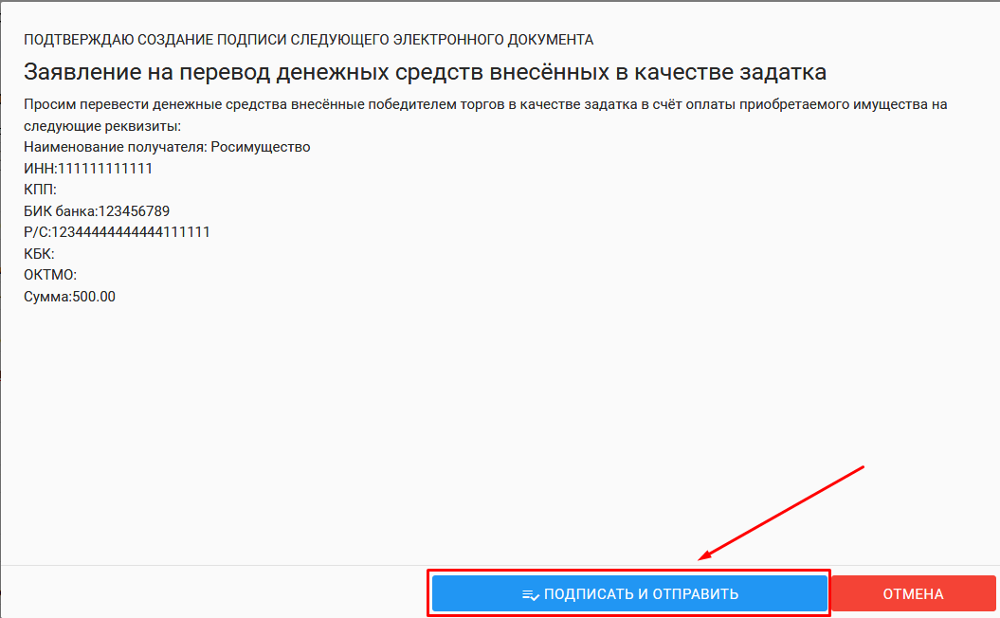 ПОДТВЕРЖДАЮ СОЗДАНИЕ ПОДПИСИ СЛЕДУЮЩЕГО ЭЛЕКТРОННОГО ДОКУМЕНТА
Заявление на перевод денежных средств внесённых в качестве задатка
Просим перевести денежные средства внесённые победителем торгов в качестве задатка в счёт оплаты приобретаемого имущества на
следующие реквизиты:
Наименование получателя: Росимущество
ИНН:111111111111
КПП:
БИК банка:123456789
Р/С:12344444444444111111
КБК:
ОКТМО:
Сумма:500.00
ПОДПИСАТЬ И ОТПРАВИТЬ
ОТМЕНА